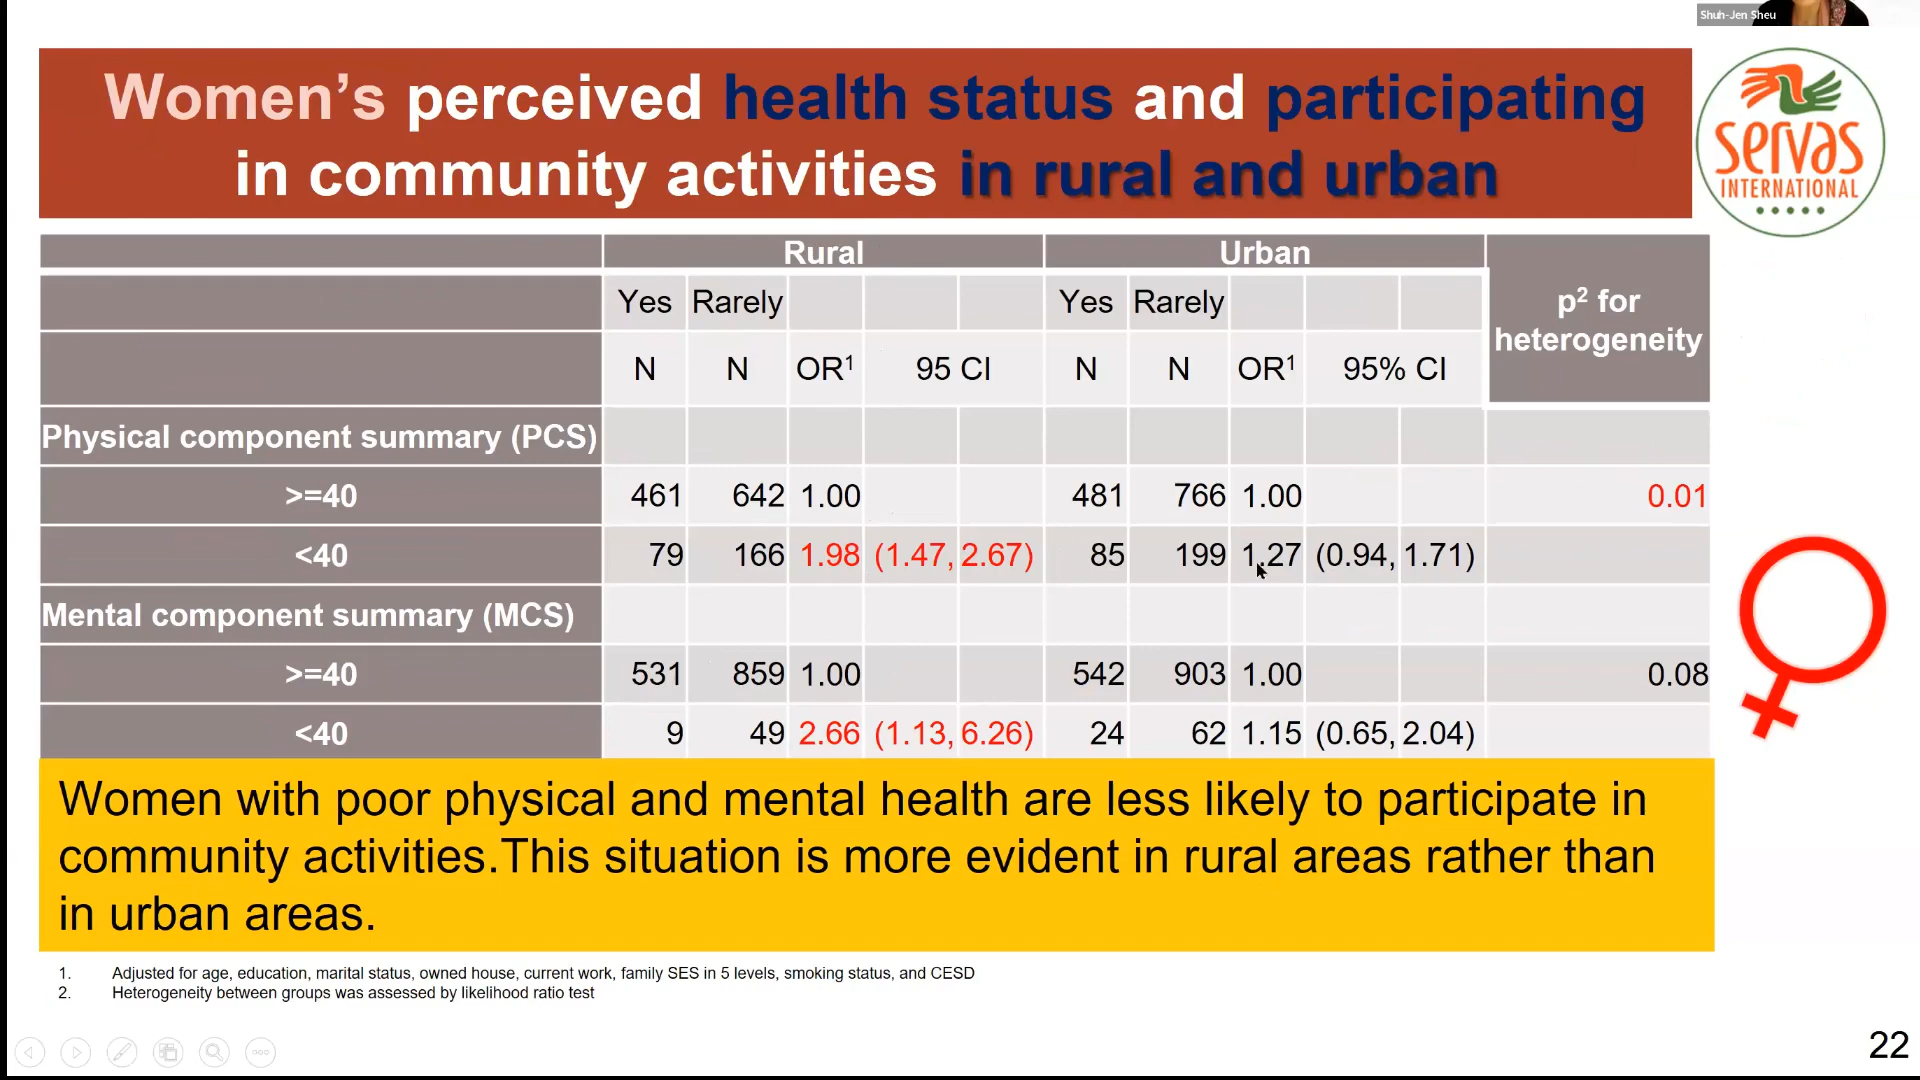 Shuh-Jen Sheu
Women’s perceived health status and participating
in community activities in rural and urban
servas
INTERNATIONAL
Rural Urban
p² for
heterogeneity
Yes Rarely Yes Rarely
N N OR¹ 95 CI N N OR¹ 95% CI
Physical component summary (PCS)
>=40 461 642 1.00 481 766 1.00 0.01
<40 79 166 1.98 (1.47, 2.67) 85 199 1.27 (0.94, 1.71)
Mental component summary (MCS)
>=40 531 859 1.00 542 903 1.00 0.08
<40 9 49 2.66 (1.13, 6.26) 24 62 1.15 (0.65, 2.04)
Women with poor physical and mental health are less likely to participate in
community activities.This situation is more evident in rural areas rather than
in urban areas.
1. Adjusted for age, education, marital status, owned house, current work, family SES in 5 levels, smoking status, and CESD
2. Heterogeneity between groups was assessed by likelihood ratio test
22